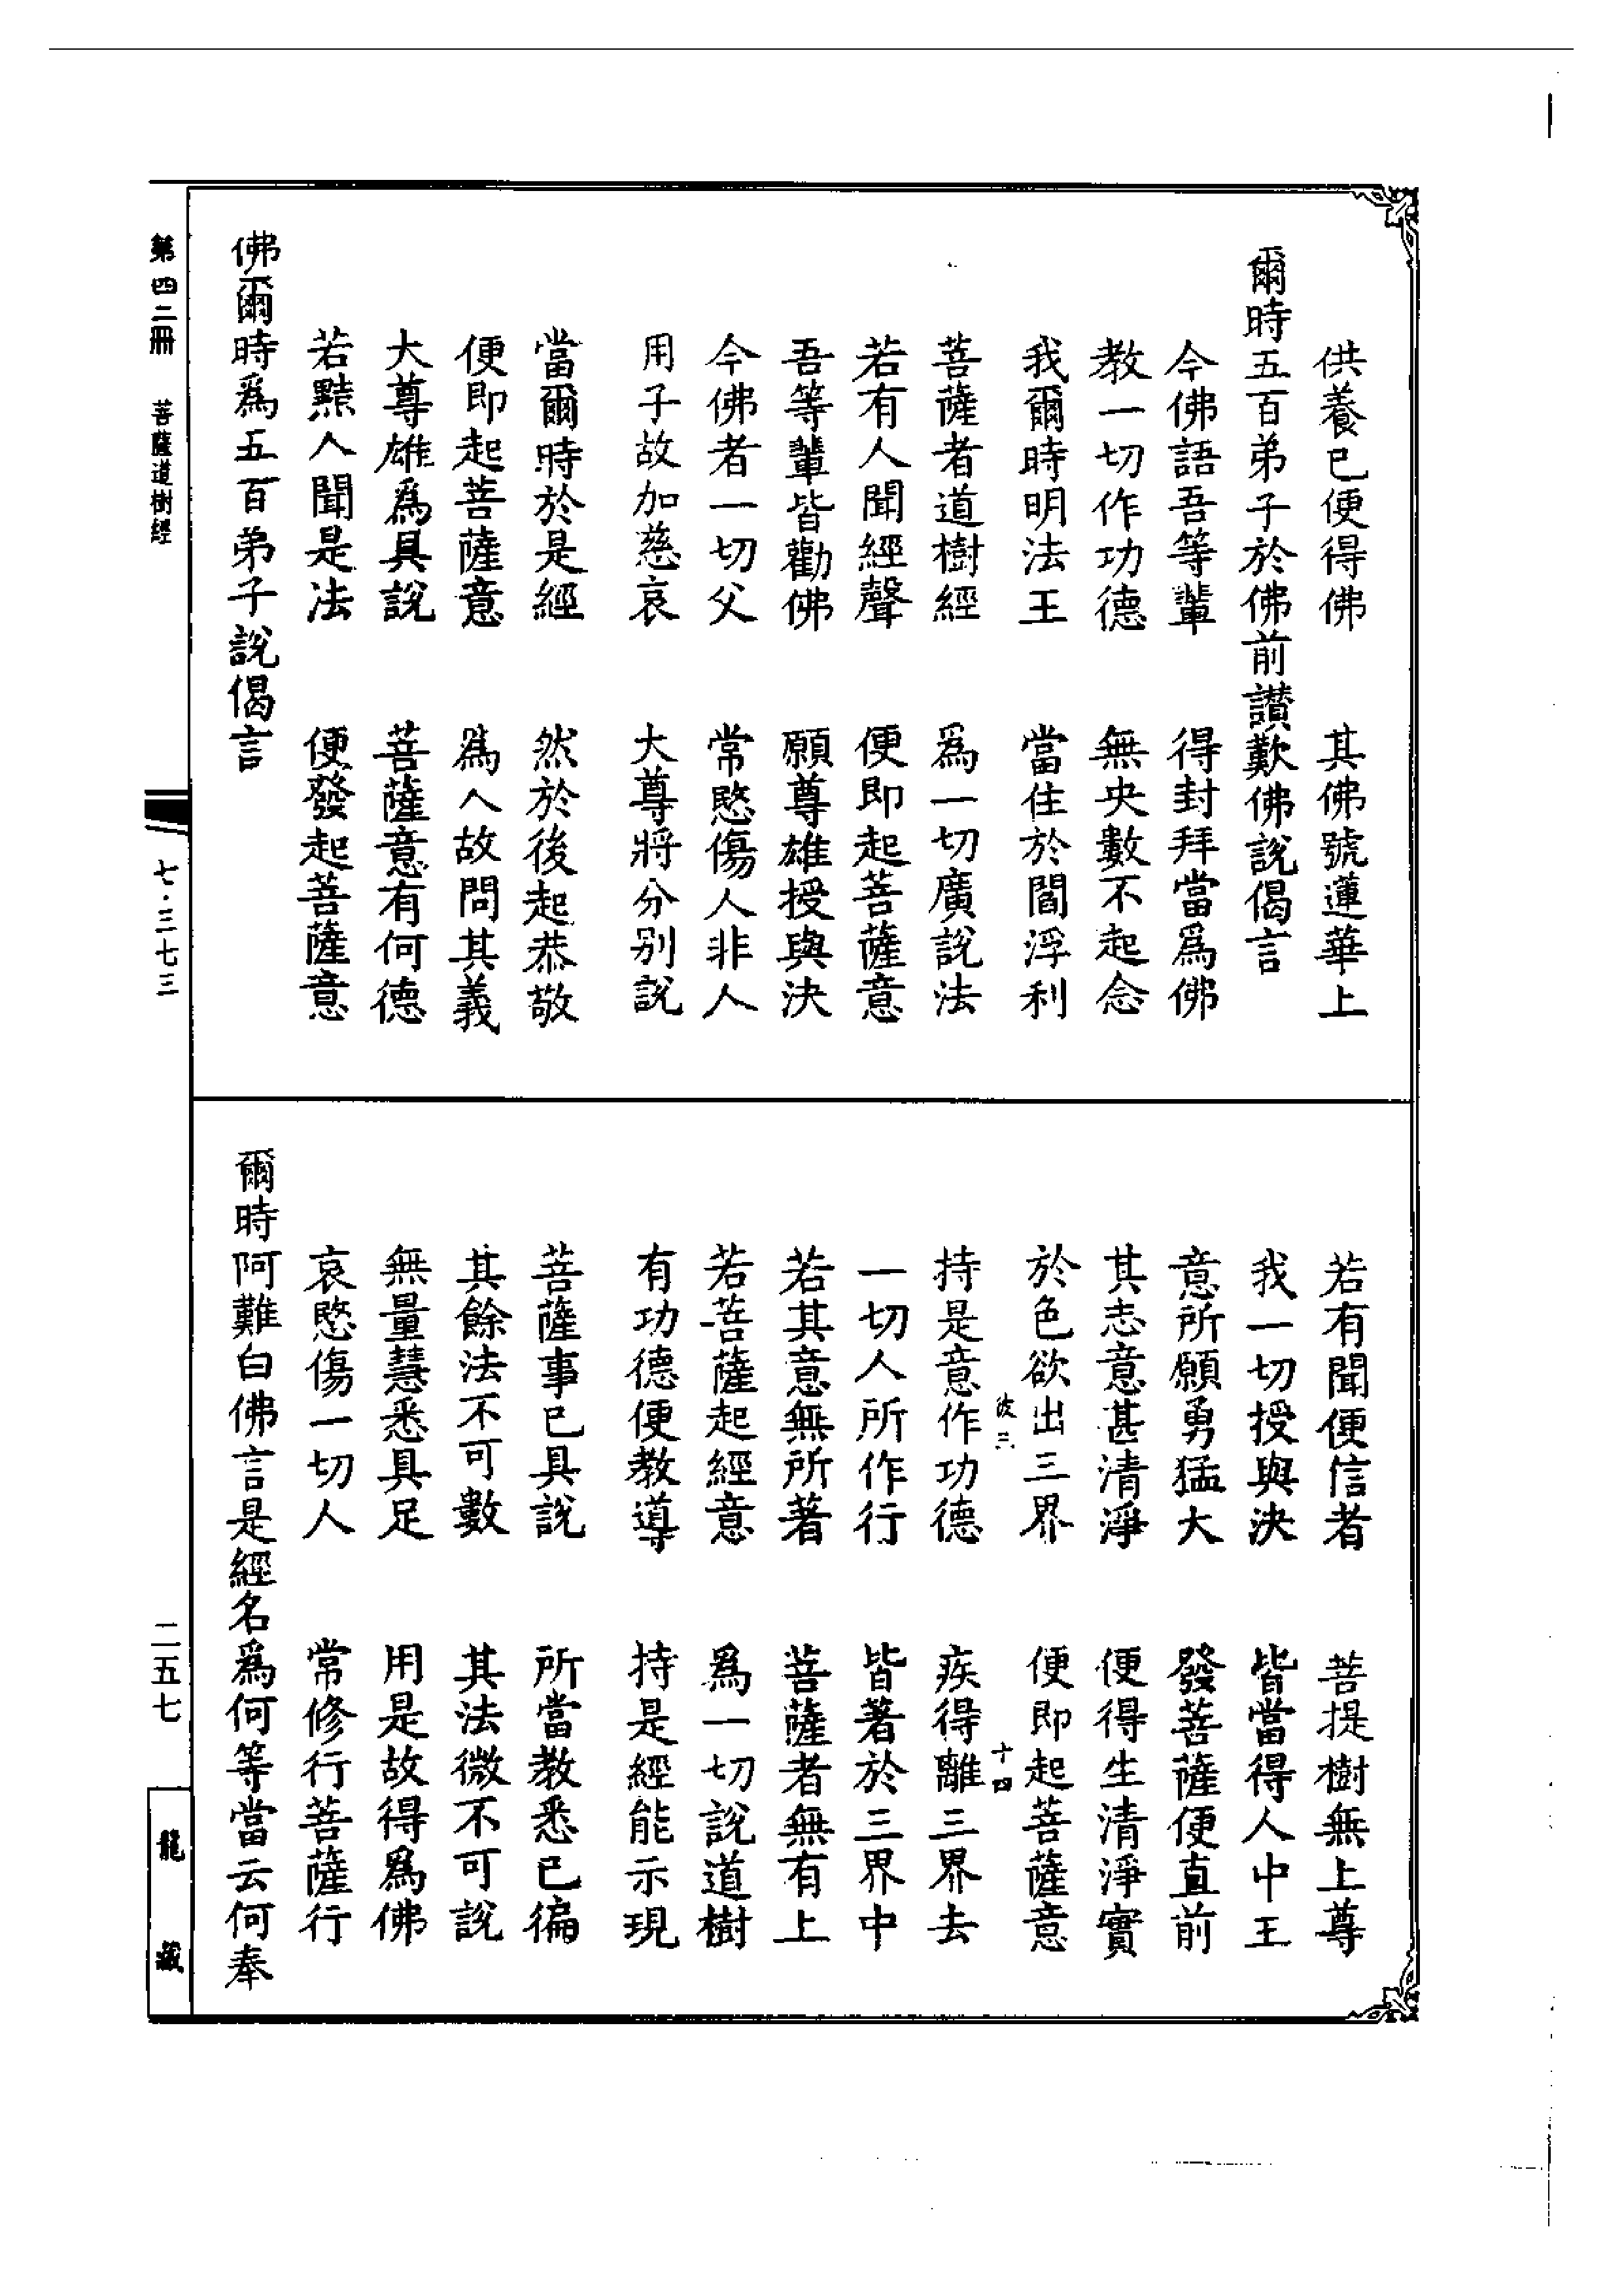 供養已便得佛　其佛號蓮華上
爾時五百弟子於佛前讃歎佛說偈言
今佛語吾等輩　得封拜當爲佛
教一切作功德　無央數不起念
我爾時明法王　當住於閻浮利
菩薩者道樹經　爲一切廣說法
若有人聞經聲　便即起菩薩意
吾等輩皆勸佛　願尊雄授與決
今佛者一切父　常愍傷人非人
用子故加慈哀　大尊將分別說
當爾時於是經　然於後起恭敬
便即起菩薩意　爲人故問其義
大尊雄爲具說　菩薩意有何德
若黠人聞是法　便發起菩薩意
佛爾時爲五百弟子說偈言
若有聞便信者　菩提樹無上尊
我一切授與決　皆當得人中王
意所願勇猛大　發菩薩便直前
其志意甚清淨　便得生清淨實
於色欲出三界　便即起菩薩意
彼三　十四
持是意作功德　疾得離三界去
一切人所作行　皆著於三界中
若其意無所著　菩薩者無有上
若菩薩起經意　爲一切說道樹
有功德便教導　持是經能示現
菩薩事已具說　所當教悉已徧
其餘法不可數　其法微不可說
無量慧悉具足　用是故得爲佛
哀愍傷一切人　常修行菩薩行
爾時阿難白佛言是經名爲何等當云何奉
第四二冊　菩薩道樹經　七·三七三　二五七　龍藏